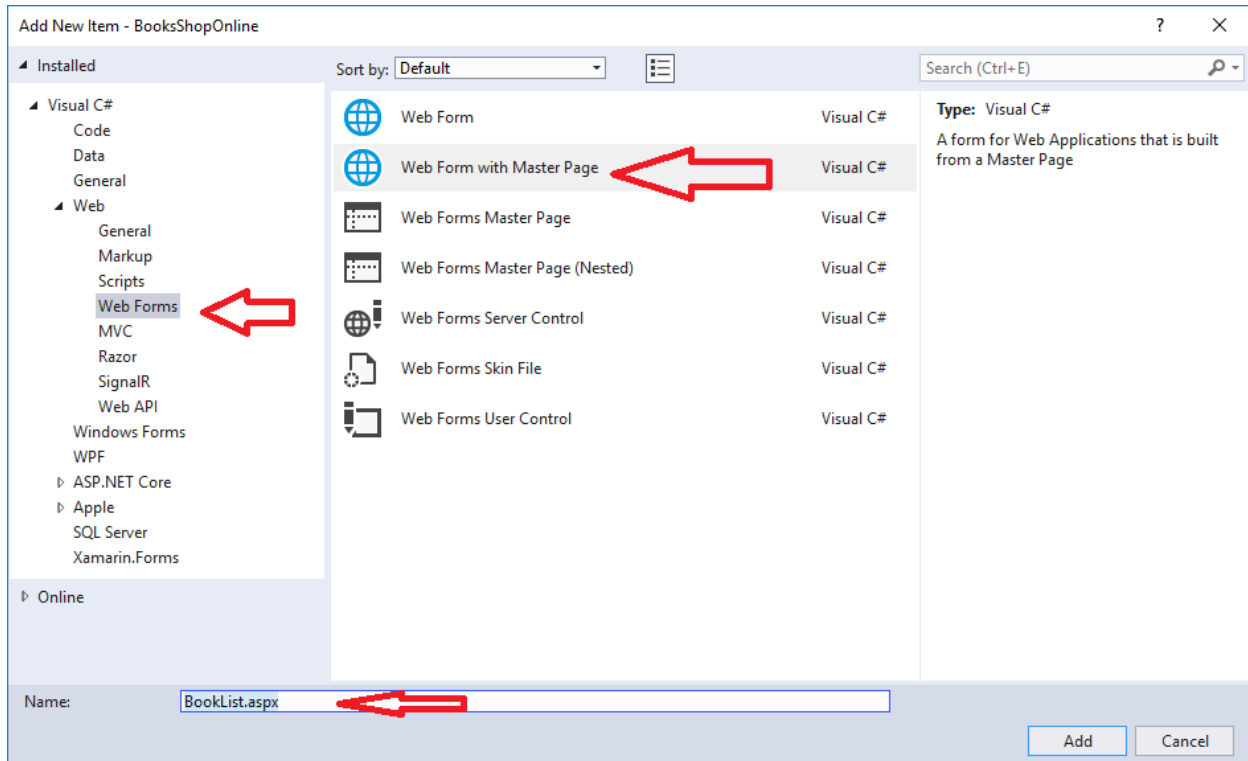 Add New Item - BooksShopOnline
? ×
Installed
Sort by: Default
Search (Ctrl+E)
Visual C#
Code
Data
General
Web
General
Markup
Scripts
Web Forms
MVC
Razor
SignalR
Web API
Windows Forms
WPF
ASP.NET Core
Apple
SQL Server
Xamarin.Forms
Online
Web Form Visual C#
Web Form with Master Page Visual C#
Web Forms Master Page Visual C#
Web Forms Master Page (Nested) Visual C#
Web Forms Server Control Visual C#
Web Forms Skin File Visual C#
Web Forms User Control Visual C#
Type: Visual C#
A form for Web Applications that is built
from a Master Page
Name: BookList.aspx
Add Cancel